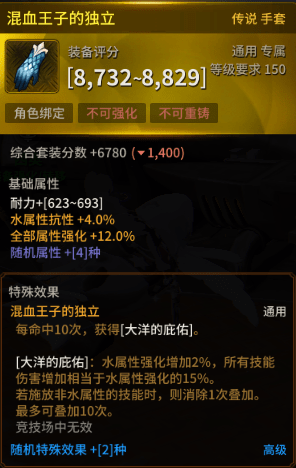 混血王子的独立
传说 手套
装备评分
通用 专属
[8,732~8,829]
等级要求 150
角色绑定
不可强化
不可重铸
综合套装分数 +6780 (▼1,400)
基础属性
耐力+[623~693]
水属性抗性 +4.0%
全部属性强化 +12.0%
随机属性 +[4]种
特殊效果
混血王子的独立
通用
每命中10次，获得[大洋的庇佑]。
[大洋的庇佑]：水属性强化增加2%，所有技能
伤害增加相当于水属性强化的15%。
若施放非水属性的技能时，则消除1次叠加。
最多可叠加10次。
竞技场中无效
随机特殊效果 +[2]种
高级